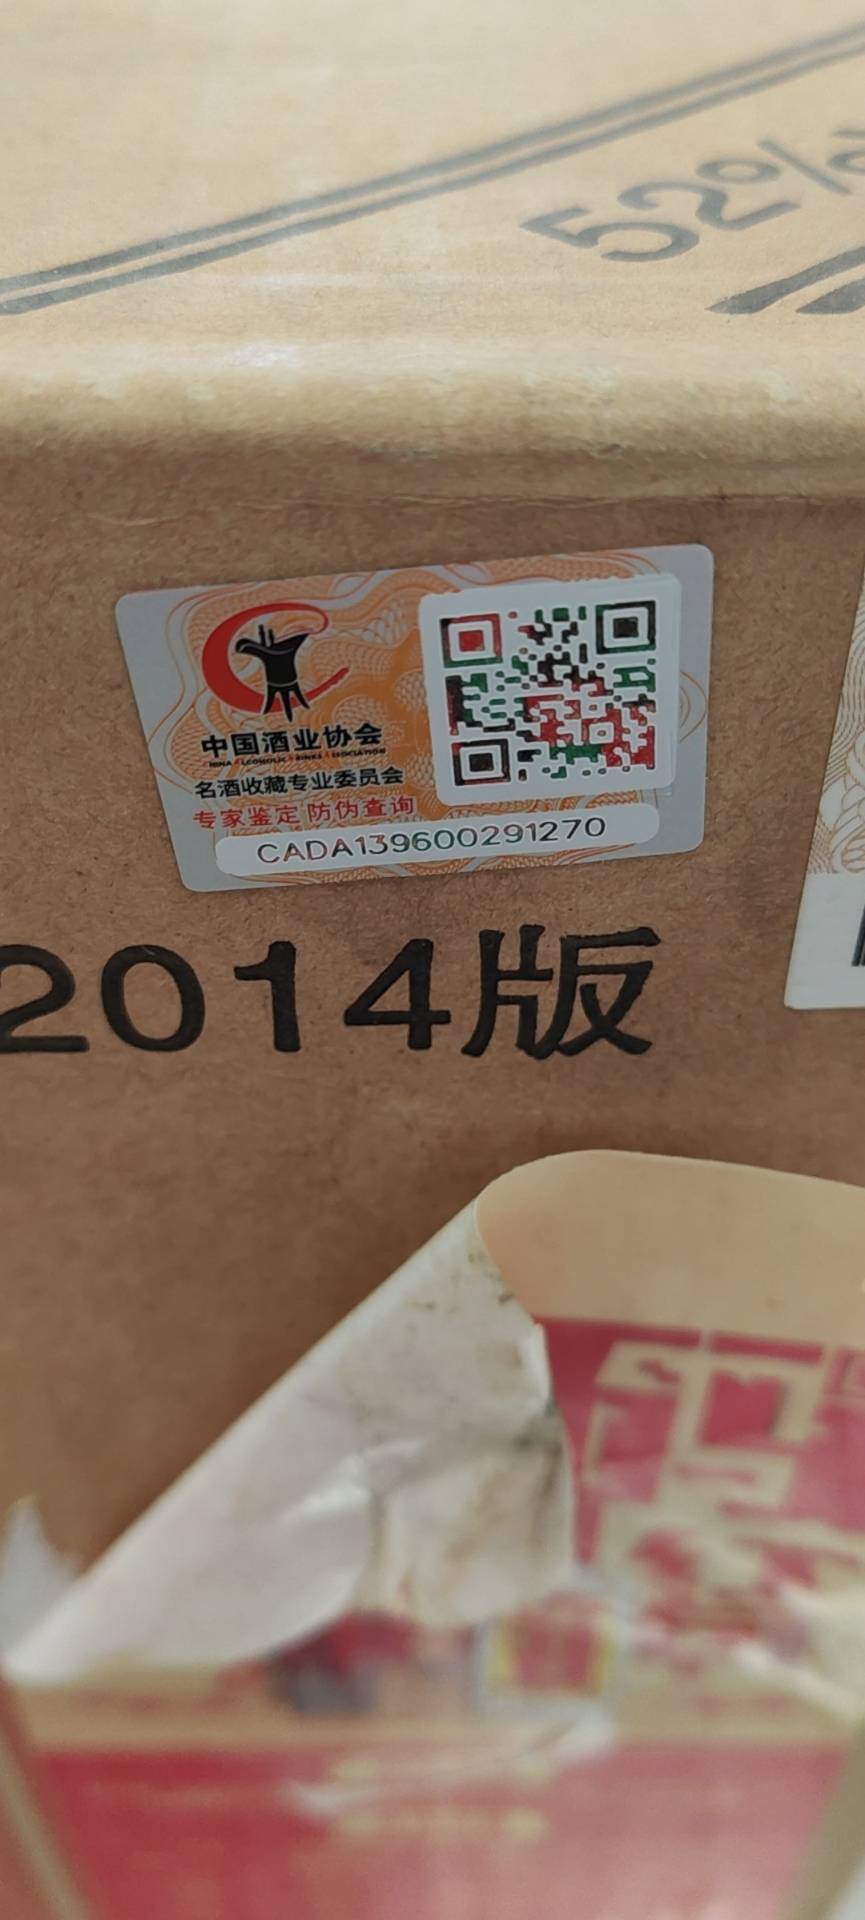 52%
中国酒业协会
名酒收藏专业委员会
专家鉴定 防伪查询
CADA139600291270
2014版